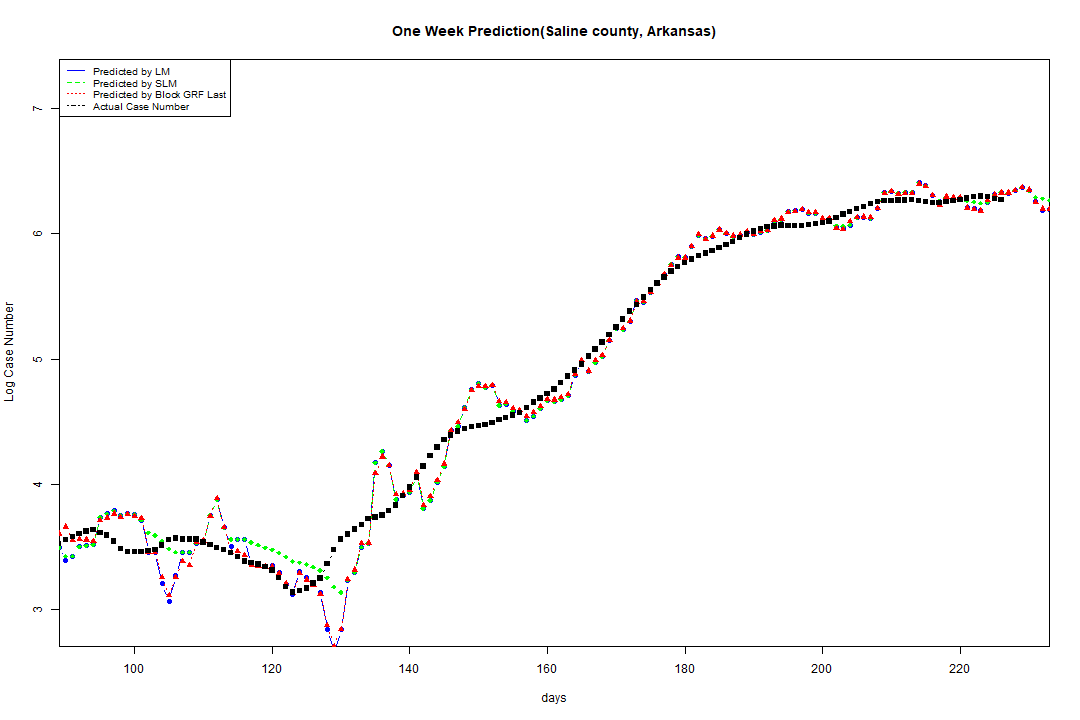 One Week Prediction(Saline county, Arkansas)
Predicted by LM
Predicted by SLM
Predicted by Block GRF Last
Actual Case Number
7
6
5
4
3
Log Case Number
100 120 140 160 180 200 220
days